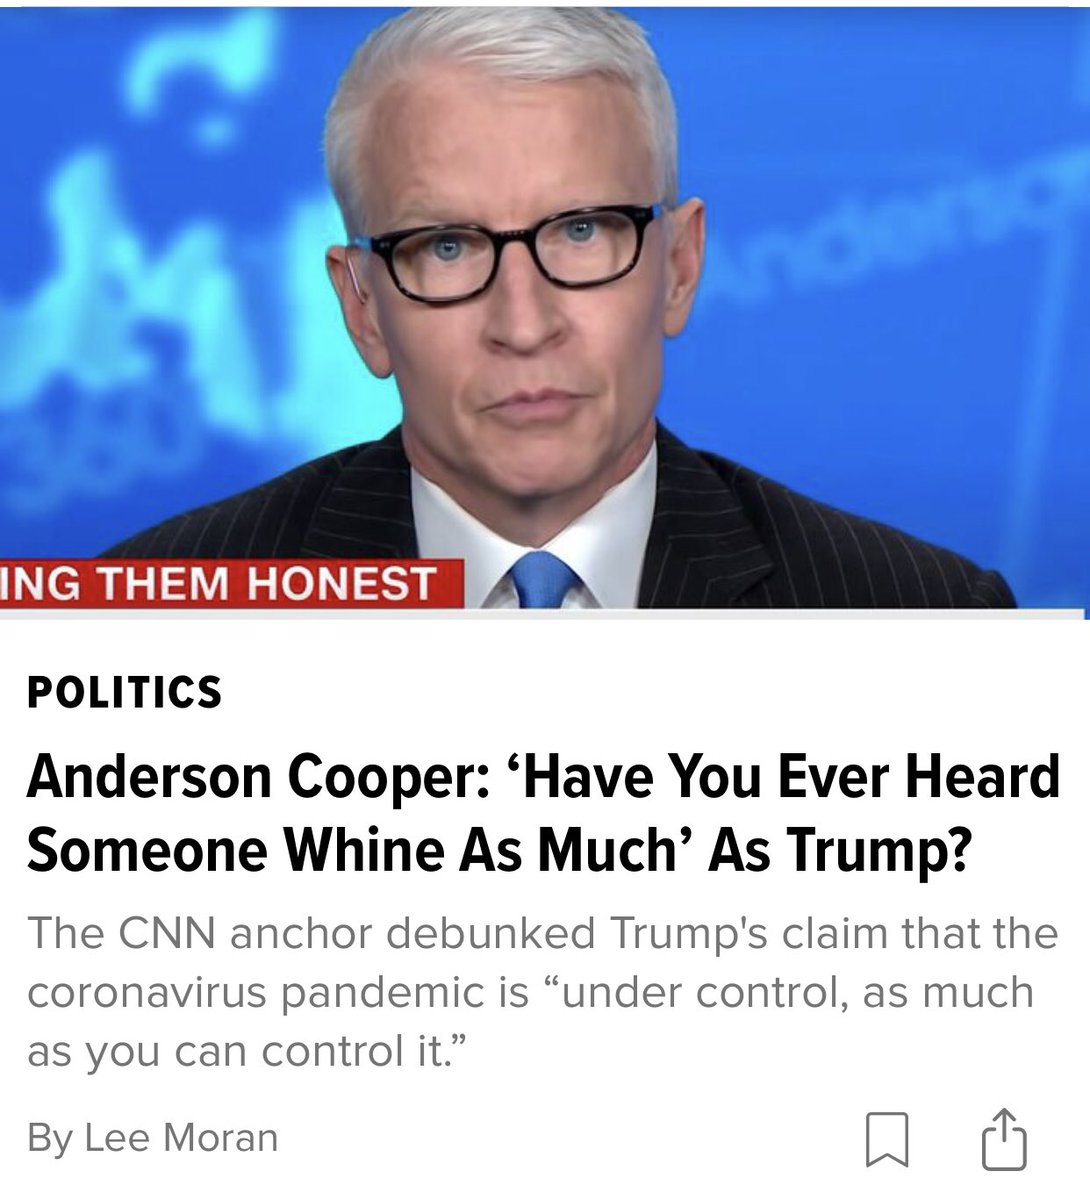 Anderson
360
ING THEM HONEST
POLITICS
Anderson Cooper: ‘Have You Ever Heard
Someone Whine As Much’ As Trump?
The CNN anchor debunked Trump's claim that the
coronavirus pandemic is “under control, as much
as you can control it.”
By Lee Moran